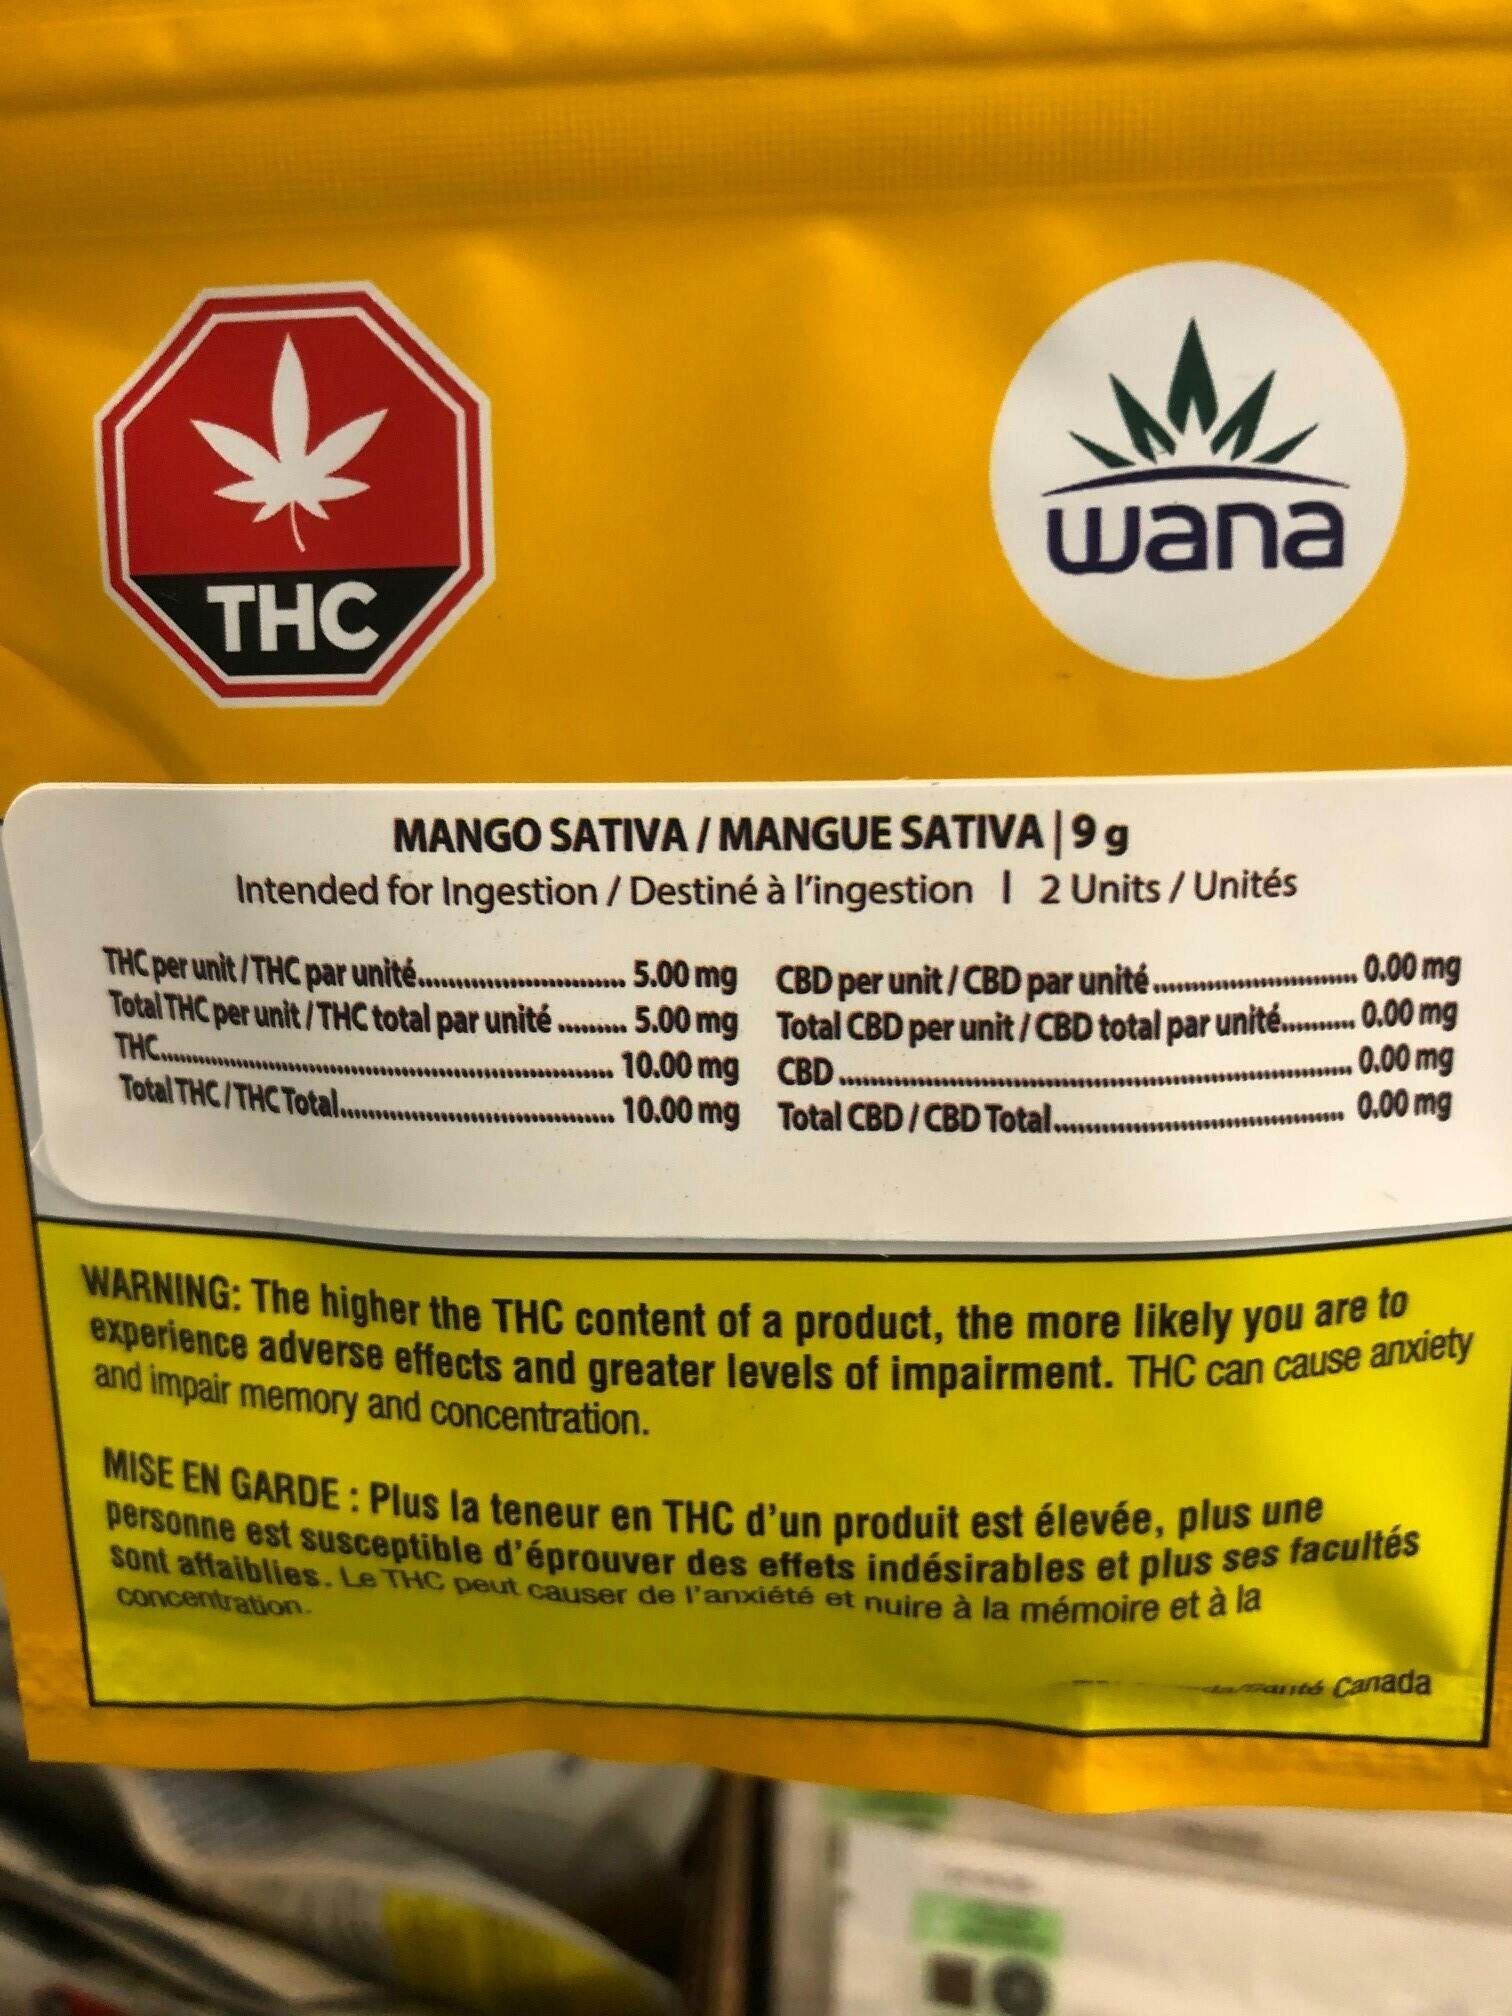 THC
wana
MANGO SATIVA / MANGUE SATIVA | 9 g
Intended for Ingestion / Destiné à l'ingestion | 2 Units / Unités
THC per unit / THC par unité.................... 5.00 mg CBD per unit / CBD par unité.................... 0.00 mg
Total THC per unit / THC total par unité.......... 5.00 mg Total CBD per unit / CBD total par unité.......... 0.00 mg
THC.................... 10.00 mg CBD.................... 0.00 mg
Total THC / THC Total.................... 10.00 mg Total CBD / CBD Total.................... 0.00 mg
WARNING: The higher the THC content of a product, the more likely you are to
experience adverse effects and greater levels of impairment. THC can cause anxiety
and impair memory and concentration.
MISE EN GARDE : Plus la teneur en THC d'un produit est élevée, plus une
personne est susceptible d'éprouver des effets indésirables et plus ses facultés
sont affaiblies. Le THC peut causer de l'anxiété et nuire à la mémoire et à la
concentration.
Santé Canada